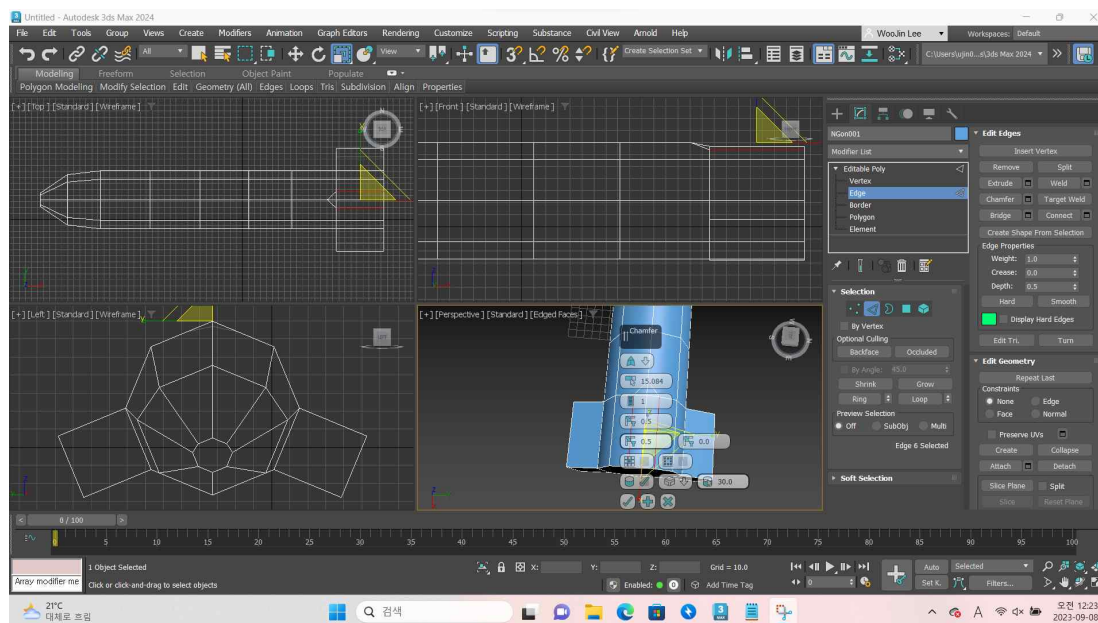 Untitled - Autodesk 3ds Max 2024
File Edit Tools Group Views Create Modifiers Animation Graph Editors Rendering Customize Scripting Substance Civil View Arnold Help WooJin Lee Workspaces: Default
All View Create Selection Set C:\Users\ujin0...s\3ds Max 2024
Modeling Freeform Selection Object Paint Populate
Polygon Modeling Modify Selection Edit Geometry (All) Edges Loops Tris Subdivision Align Properties
[+] [Top ] [Standard ] [Wireframe ]
[+] [Front ] [Standard ] [Wireframe ]
NGon001
Modifier List
Editable Poly
Vertex
Edge
Border
Polygon
Element
Selection
By Vertex
Optional Culling
Backface Occluded
By Angle: 45.0
Shrink Grow
Ring Loop
Preview Selection
Off SubObj Multi
Edge 6 Selected
Soft Selection
Edit Edges
Insert Vertex
Remove Split
Extrude Weld
Chamfer Target Weld
Bridge Connect
Create Shape From Selection
Edge Properties
Weight: 1.0
Crease: 0.0
Depth: 0.5
Hard Smooth
Display Hard Edges
Edit Tri. Turn
Edit Geometry
Repeat Last
Constraints
None Edge
Face Normal
Preserve UVs
Create Collapse
Attach Detach
Slice Plane Split
Slice Reset Plane
[+] [Left ] [Standard ] [Wireframe ]
[+] [Perspective ] [Standard ] [Edged Faces ]
Chamfer
15.084
1
0.5
0.5 0.0
30.0
0 / 100
0 5 10 15 20 25 30 35 40 45 50 55 60 65 70 75 80 85 90 95 100
1 Object Selected
Click or click-and-drag to select objects
Array modifier me
X: Y: Z: Grid = 10.0
Enabled: 0 Add Time Tag
0
Auto Selected
Set K. Filters...
21°C
대체로 흐림
검색
A
오전 12:23
2023-09-08